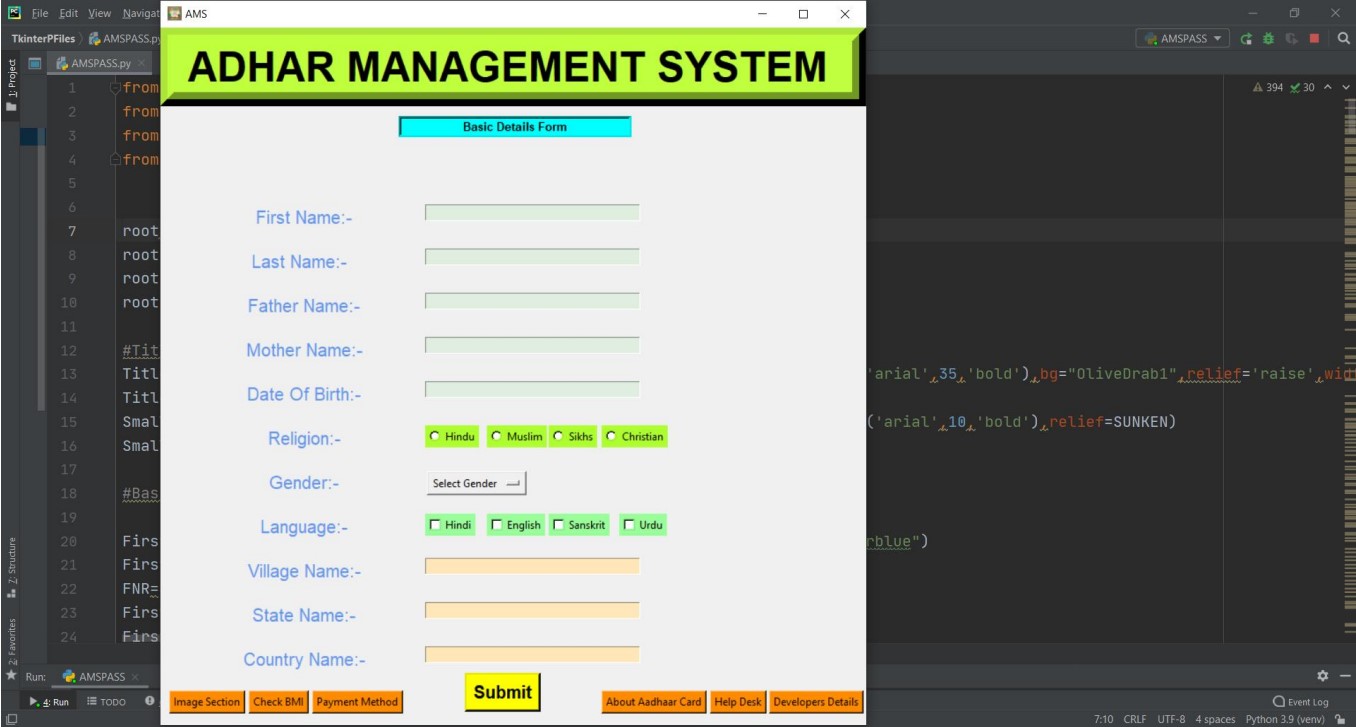 File Edit View Navigat
AMS
TkinterPFiles AMSPASS.py
AMSPASS
AMSPASS.py
394 30
ADHAR MANAGEMENT SYSTEM
Basic Details Form
First Name:-
Last Name:-
Father Name:-
Mother Name:-
Date Of Birth:-
Religion:- Hindu Muslim Sikhs Christian
Gender:- Select Gender
Language:- Hindi English Sanskrit Urdu
Village Name:-
State Name:-
Country Name:-
Submit
Image Section Check BMI Payment Method About Aadhaar Card Help Desk Developers Details
1 from
2 from
3 from
4 from
5
6
7 root
8 root
9 root
10 root
11
12 #Tit
13 Titl 'arial',35,'bold'),bg="OliveDrab1",relief='raise',wid
14 Titl
15 Smal ('arial',10,'bold'),relief=SUNKEN)
16 Smal
17
18 #Bas
19
20 Firs rblue")
21 Firs
22 FNR=
23 Firs
24 Firs
1: Project
7: Structure
2: Favorites
Run: AMSPASS
4: Run TODO
Event Log
7:10 CRLF UTF-8 4 spaces Python 3.9 (venv)